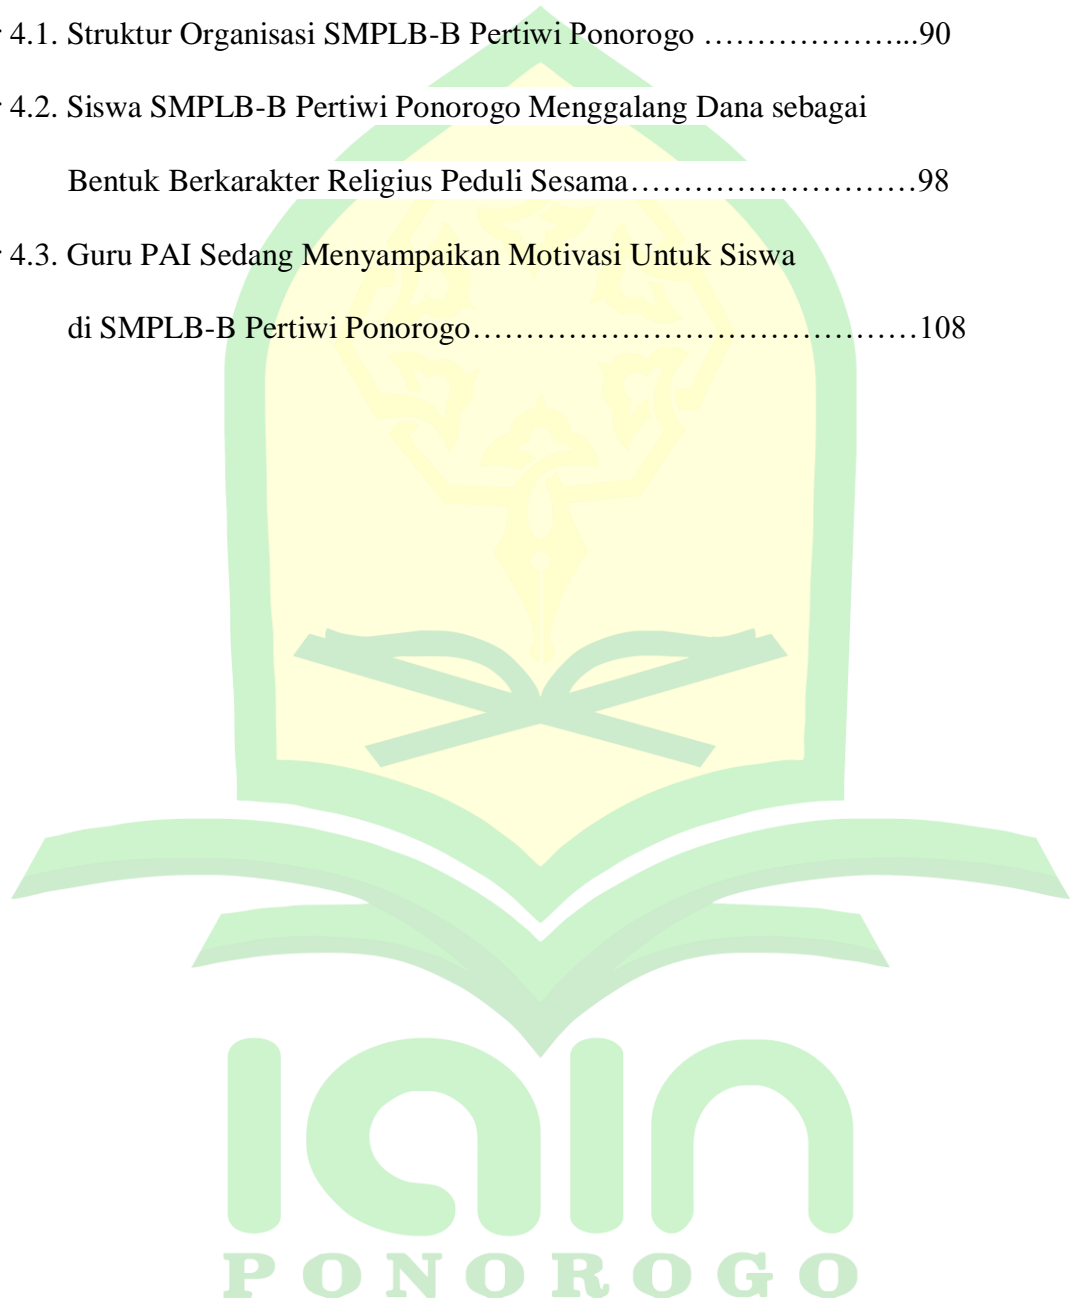 4.1. Struktur Organisasi SMPLB-B Pertiwi Ponorogo ………………...90
4.2. Siswa SMPLB-B Pertiwi Ponorogo Menggalang Dana sebagai
Bentuk Berkarakter Religius Peduli Sesama………………………98
4.3. Guru PAI Sedang Menyampaikan Motivasi Untuk Siswa
di SMPLB-B Pertiwi Ponorogo……………………………………108
IAIN
PONOROGO